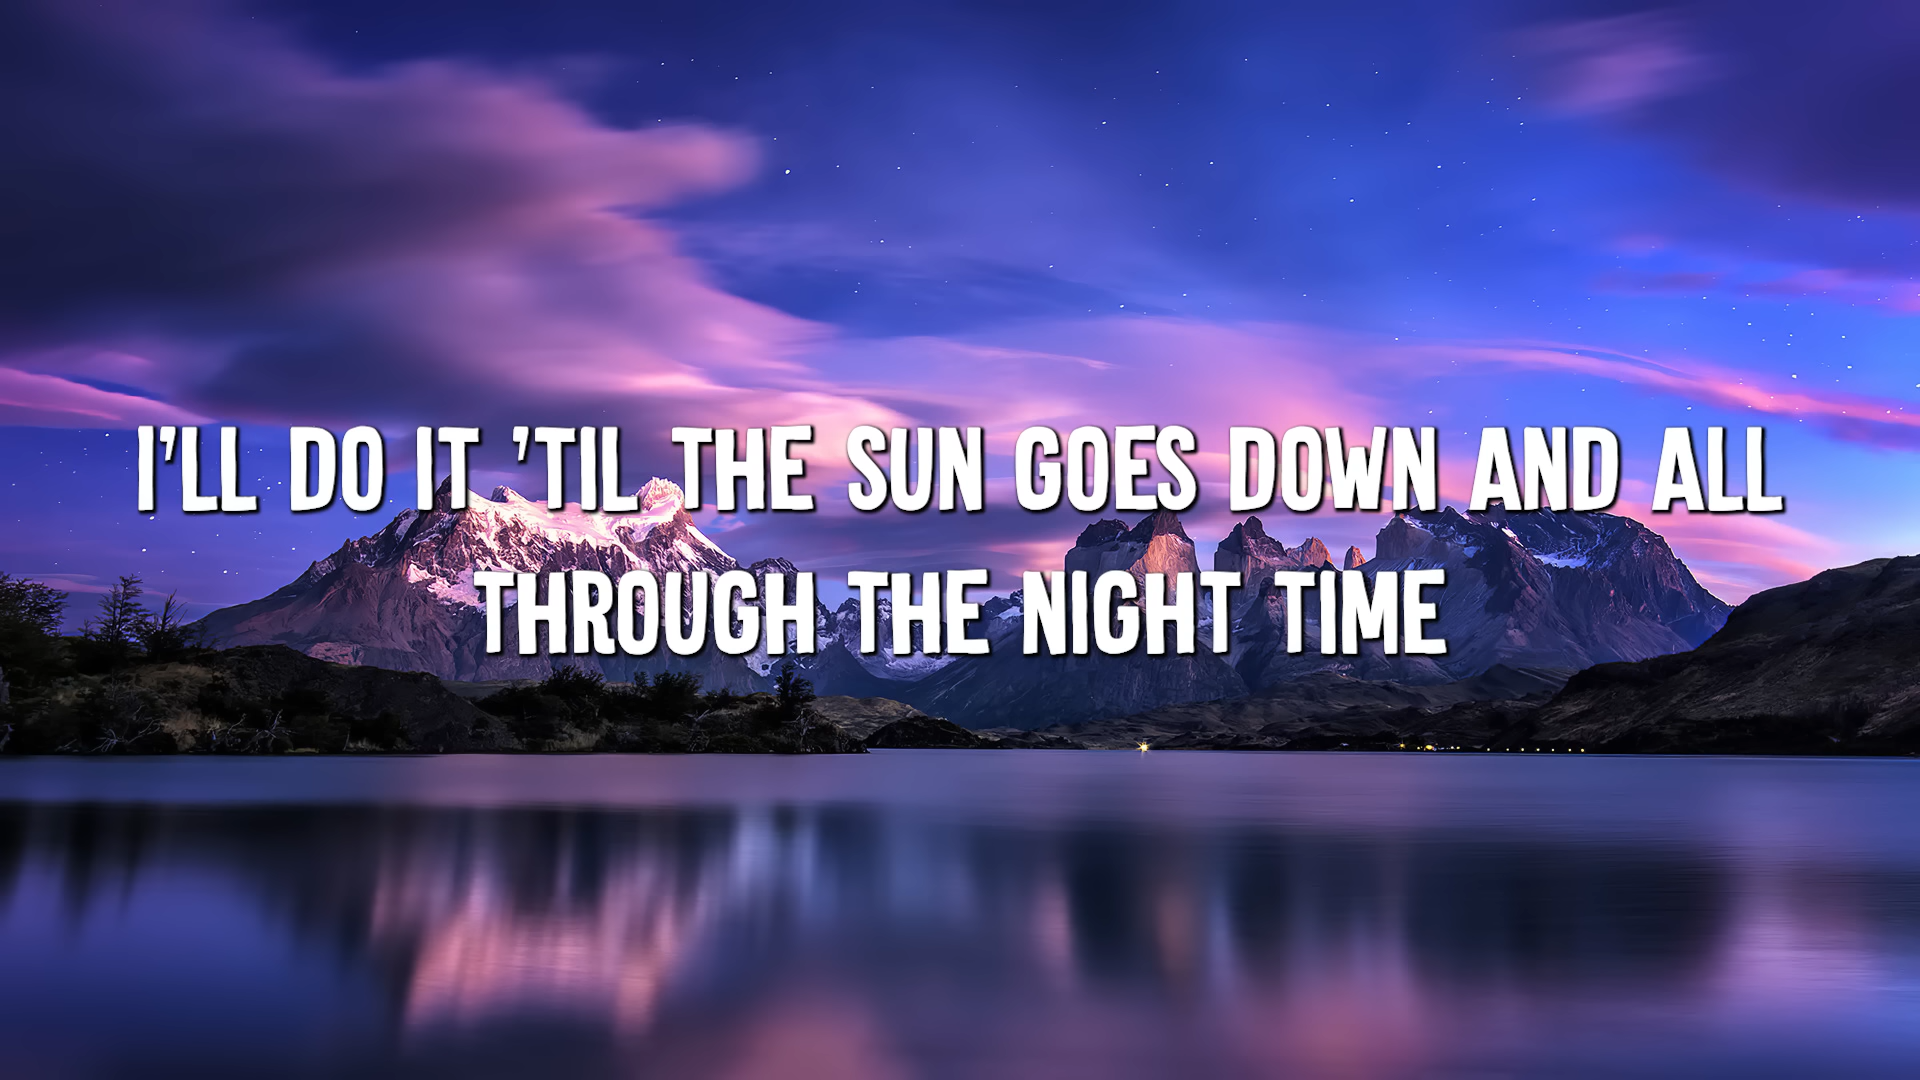 I'LL DO IT 'TIL THE SUN GOES DOWN AND ALL
THROUGH THE NIGHT TIME